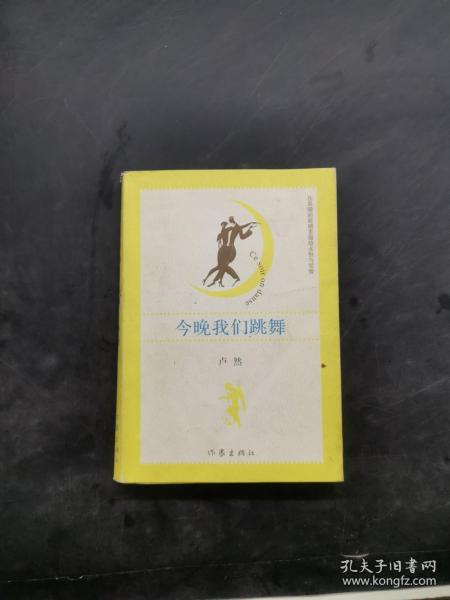 Ce soir on danse
今晚我们跳舞
卢然
作家出版社
孔夫子旧书网
www.kongfz.com